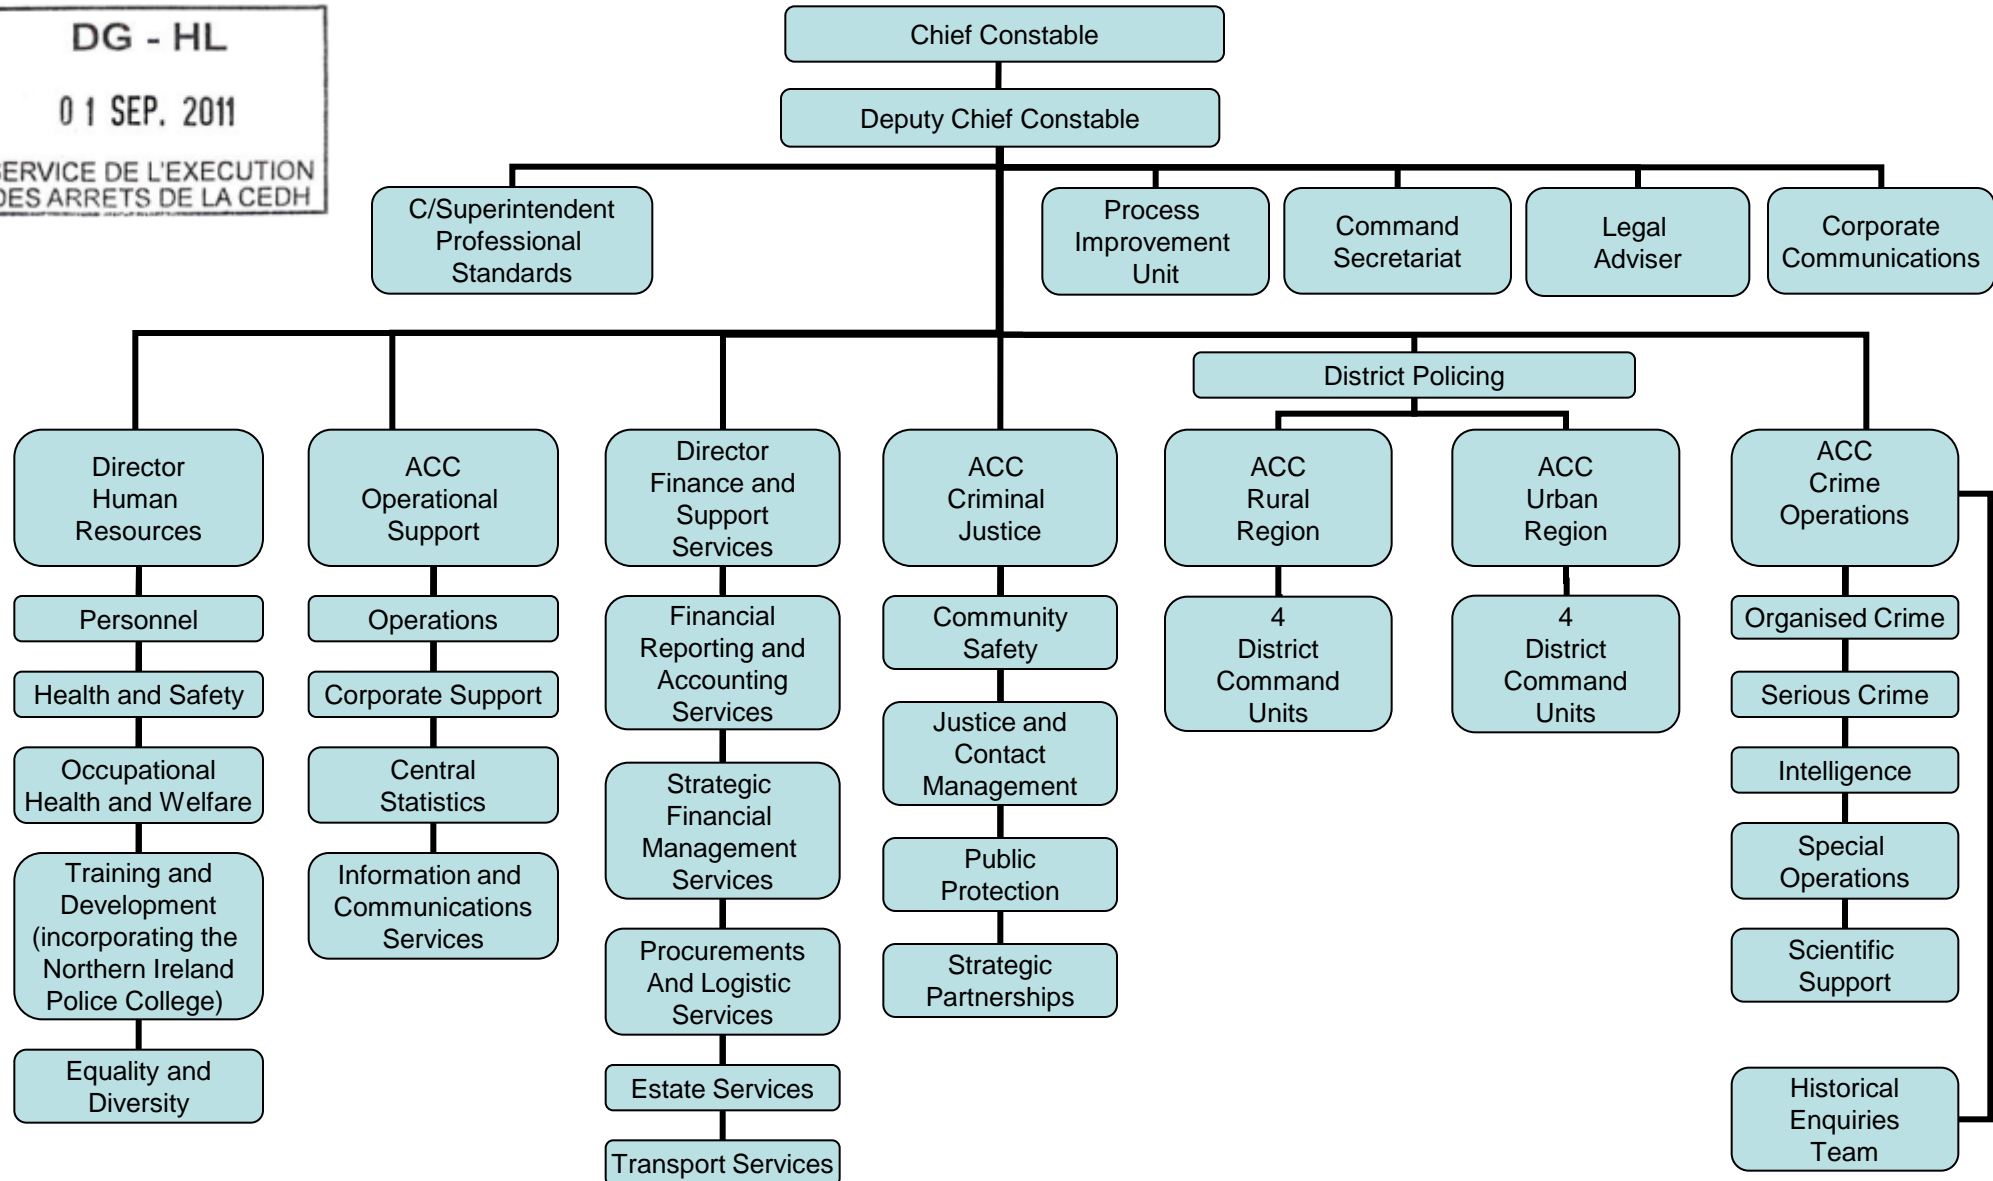 DG - HL
01 SEP. 2011
SERVICE DE L'EXECUTION
DES ARRETS DE LA CEDH
Chief Constable
Deputy Chief Constable
C/Superintendent
Professional
Standards
Process
Improvement
Unit
Command
Secretariat
Legal
Adviser
Corporate
Communications
District Policing
Director
Human
Resources
Personnel
Health and Safety
Occupational
Health and Welfare
Training and
Development
(incorporating the
Northern Ireland
Police College)
Equality and
Diversity
ACC
Operational
Support
Operations
Corporate Support
Central
Statistics
Information and
Communications
Services
Director
Finance and
Support
Services
Financial
Reporting and
Accounting
Services
Strategic
Financial
Management
Services
Procurements
And Logistic
Services
Estate Services
Transport Services
ACC
Criminal
Justice
Community
Safety
Justice and
Contact
Management
Public
Protection
Strategic
Partnerships
ACC
Rural
Region
4
District
Command
Units
ACC
Urban
Region
4
District
Command
Units
ACC
Crime
Operations
Organised Crime
Serious Crime
Intelligence
Special
Operations
Scientific
Support
Historical
Enquiries
Team